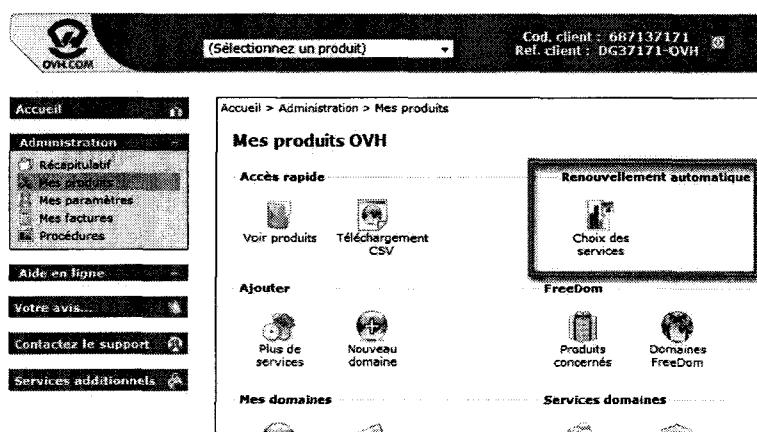 OVH.COM
(Sélectionnez un produit)
Cod. client : 687137171
Ref. client : DG37171-OVH
Accueil
Administration
Récapitulatif
Mes produits
Mes paramètres
Mes factures
Procédures
Aide en ligne
Votre avis...
Contactez le support
Services additionnels
Accueil > Administration > Mes produits
Mes produits OVH
Accès rapide
Voir produits
Téléchargement
CSV
Renouvellement automatique
Choix des
services
Ajouter
Plus de
services
Nouveau
domaine
FreeDom
Produits
concernés
Domaines
FreeDom
Mes domaines
Services domaines